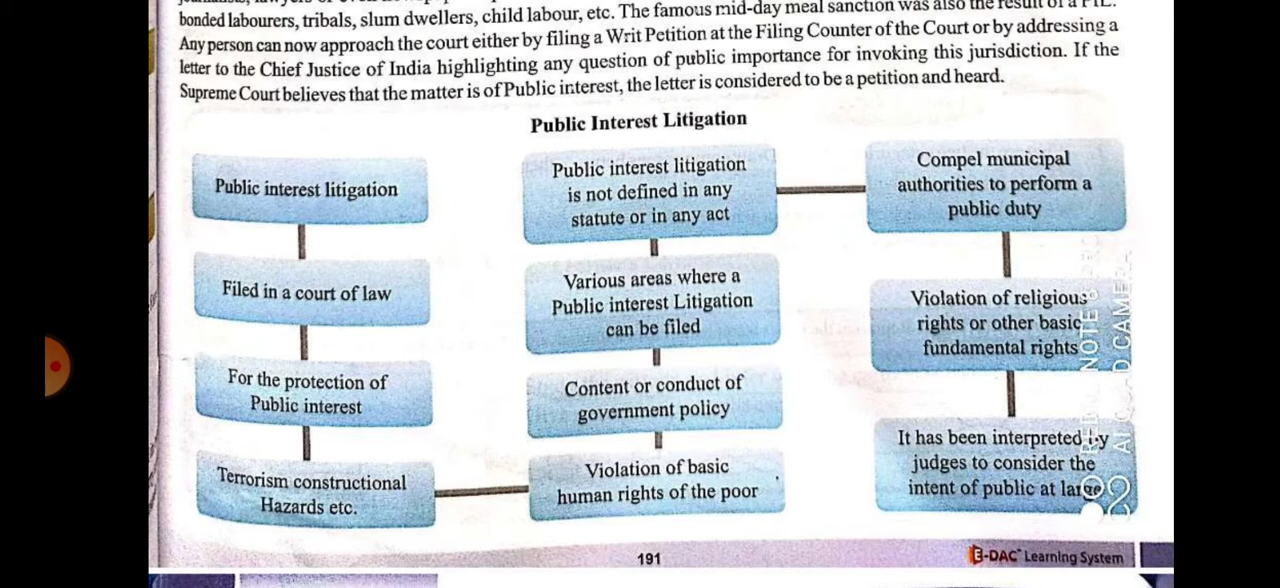 bonded labourers, tribals, slum dwellers, child labour, etc. The famous mid-day meal sanction was also the result of a PIL.
Any person can now approach the court either by filing a Writ Petition at the Filing Counter of the Court or by addressing a
letter to the Chief Justice of India highlighting any question of public importance for invoking this jurisdiction. If the
Supreme Court believes that the matter is of Public interest, the letter is considered to be a petition and heard.
Public Interest Litigation
Public interest litigation
Filed in a court of law
For the protection of
Public interest
Terrorism constructional
Hazards etc.
Public interest litigation
is not defined in any
statute or in any act
Various areas where a
Public interest Litigation
can be filed
Content or conduct of
government policy
Violation of basic
human rights of the poor
Compel municipal
authorities to perform a
public duty
Violation of religious
rights or other basic
fundamental rights
It has been interpreted by
judges to consider the
intent of public at large
191
E-DAC Learning System